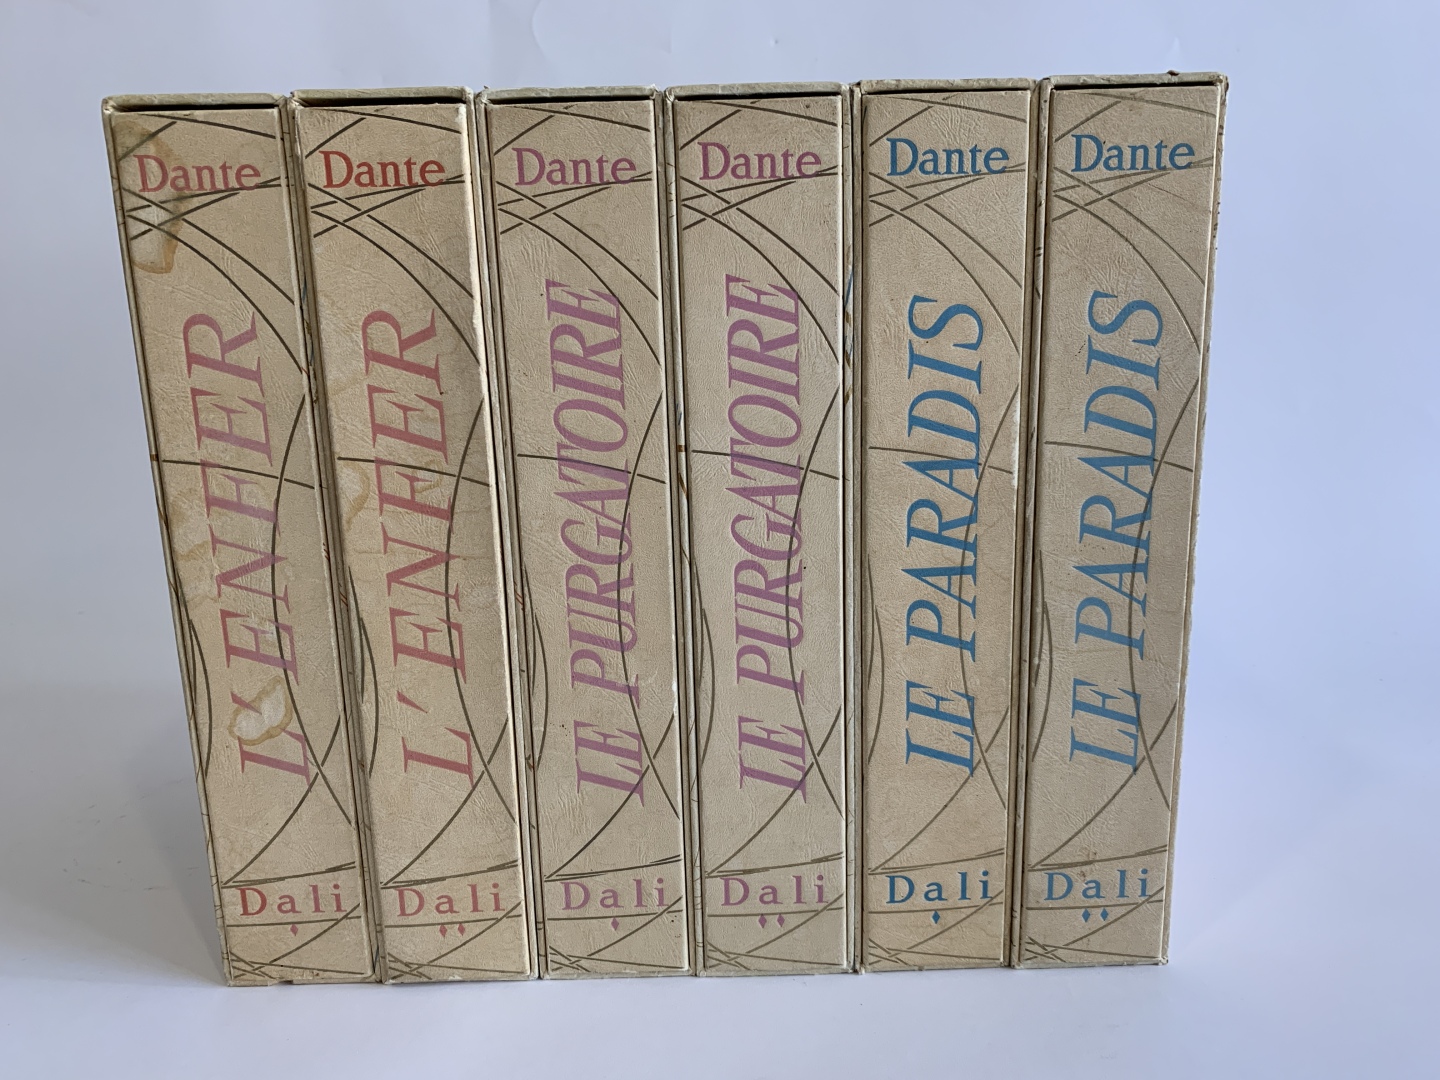 Dante
L'ENFER
Dali
♦
Dante
L'ENFER
Dali
♦♦
Dante
LE PURGATOIRE
Dali
♦
Dante
LE PURGATOIRE
Dali
♦♦
Dante
LE PARADIS
Dali
♦
Dante
LE PARADIS
Dali
♦♦